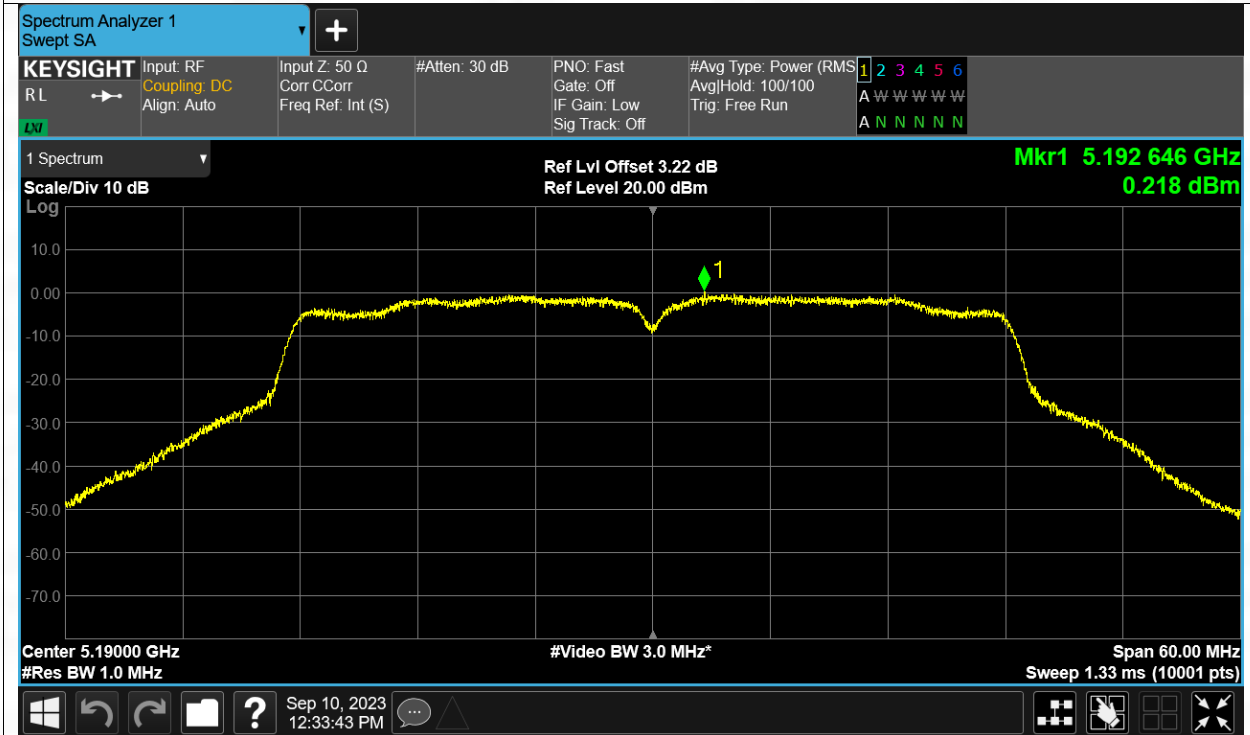 Spectrum Analyzer 1
Swept SA
+
KEYSIGHT
R L
LXI
Input: RF
Coupling: DC
Align: Auto
Input Z: 50 Ω
Corr CCorr
Freq Ref: Int (S)
#Atten: 30 dB
PNO: Fast
Gate: Off
IF Gain: Low
Sig Track: Off
#Avg Type: Power (RMS
Avg|Hold: 100/100
Trig: Free Run
1 2 3 4 5 6
A W W W W W
A N N N N N
1 Spectrum
Scale/Div 10 dB
Log
Ref Lvl Offset 3.22 dB
Ref Level 20.00 dBm
Mkr1 5.192 646 GHz
0.218 dBm
10.0
0.00
-10.0
-20.0
-30.0
-40.0
-50.0
-60.0
-70.0
1
Center 5.19000 GHz
#Res BW 1.0 MHz
#Video BW 3.0 MHz*
Span 60.00 MHz
Sweep 1.33 ms (10001 pts)
?
Sep 10, 2023
12:33:43 PM